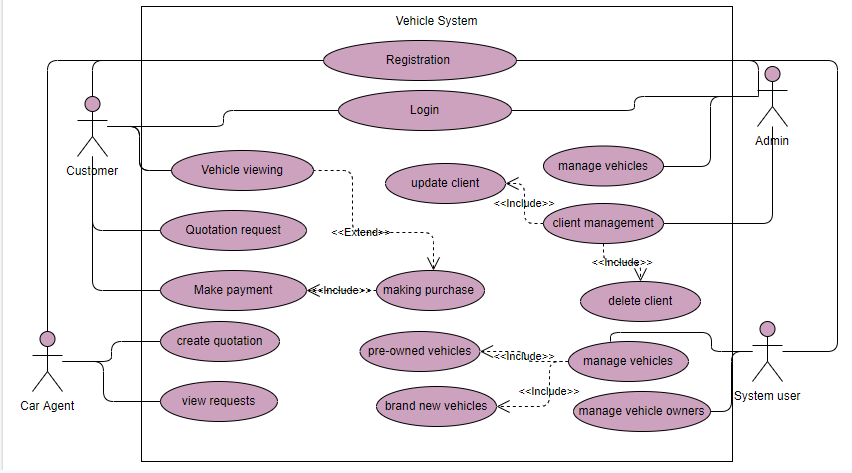 Vehicle System
Registration
Login
Admin
Customer
Vehicle viewing
update client
manage vehicles
<<Include>>
Quotation request
<<Extend>>
client management
<<Include>>
Make payment
<<Include>>
making purchase
delete client
create quotation
pre-owned vehicles
<<Include>>
manage vehicles
<<Include>>
System user
Car Agent
view requests
brand new vehicles
manage vehicle owners